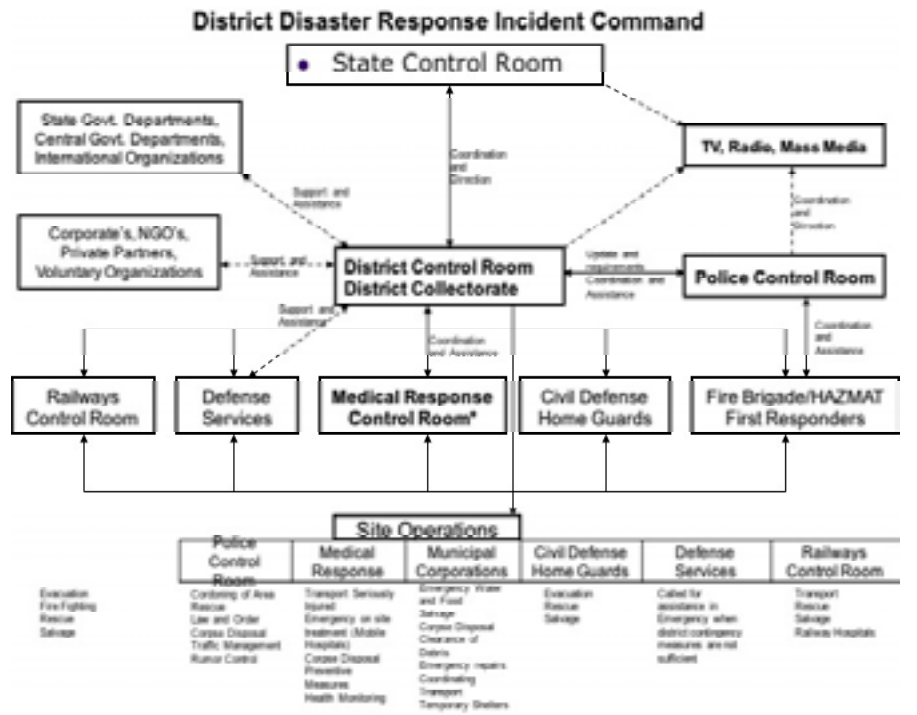 District Disaster Response Incident Command
• State Control Room
State Govt. Departments,
Central Govt. Departments,
International Organizations
TV, Radio, Mass Media
Coordination
and
Direction
Support and
Assistance
Coordination
and
Direction
Corporate's, NGO's,
Private Partners,
Voluntary Organizations
Support and
Assistance
District Control Room
District Collectorate
Update and
requirements
Coordination and
Assistance
Police Control Room
Support and
Assistance
Coordination
and Assistance
Coordination
and
Assistance
Railways
Control Room
Defense
Services
Medical Response
Control Room*
Civil Defense
Home Guards
Fire Brigade/HAZMAT
First Responders
Site Operations
Police
Control
Room
Medical
Response
Municipal
Corporations
Civil Defense
Home Guards
Defense
Services
Railways
Control Room
Evacuation
Fire Fighting
Rescue
Salvage
Cordoning of Area
Rescue
Law and Order
Corpse Disposal
Traffic Management
Rumor Control
Transport Seriously
Injured
Emergency on site
treatment (Mobile
Hospitals)
Corpse Disposal
Preventive
Measures
Health Monitoring
Emergency Water
and Food
Salvage
Corpse Disposal
Clearance of
Debris
Emergency repairs
Coordinating
Transport
Temporary Shelters
Evacuation
Rescue
Salvage
Called for
assistance in
Emergency when
district contingency
measures are not
sufficient
Transport
Rescue
Salvage
Railway Hospitals